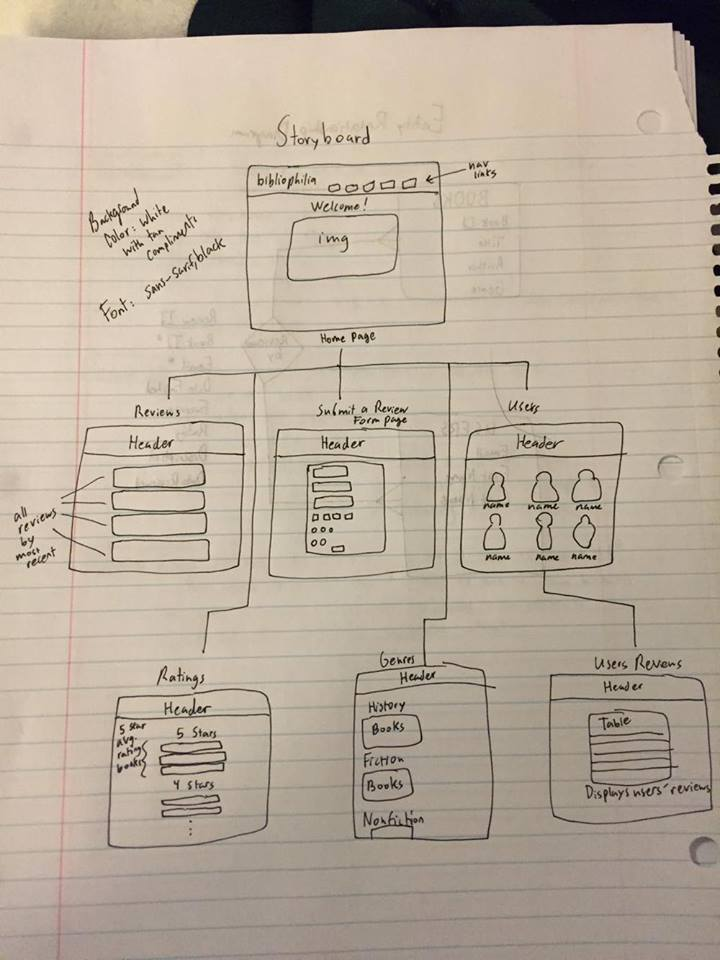 Storyboard
bibliophilia
nav
links
Welcome!
img
Backgound
Color: white
with tan
compliments
Font: sans-sarif/black
Home Page
Reviews
Header
all
reviews
by
most
recent
Submit a Review
Form page
Header
Users
Header
name name name
name name name
Ratings
Header
5 star
avg.
rating
books
5 Stars
4 stars
Genres
Header
History
Books
Fiction
Books
Nonfiction
Users Reviews
Header
Table
Displays users' reviews